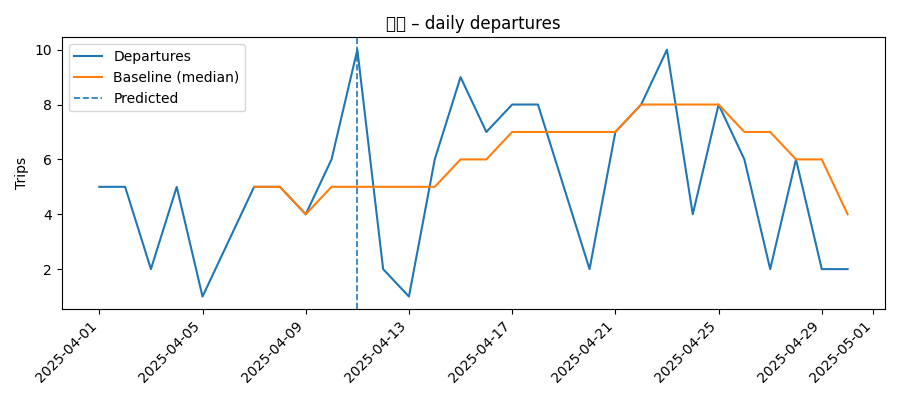 – daily departures
Departures
Baseline (median)
Predicted
Trips
10
8
6
4
2
2025-04-01
2025-04-05
2025-04-09
2025-04-13
2025-04-17
2025-04-21
2025-04-25
2025-04-29
2025-05-01